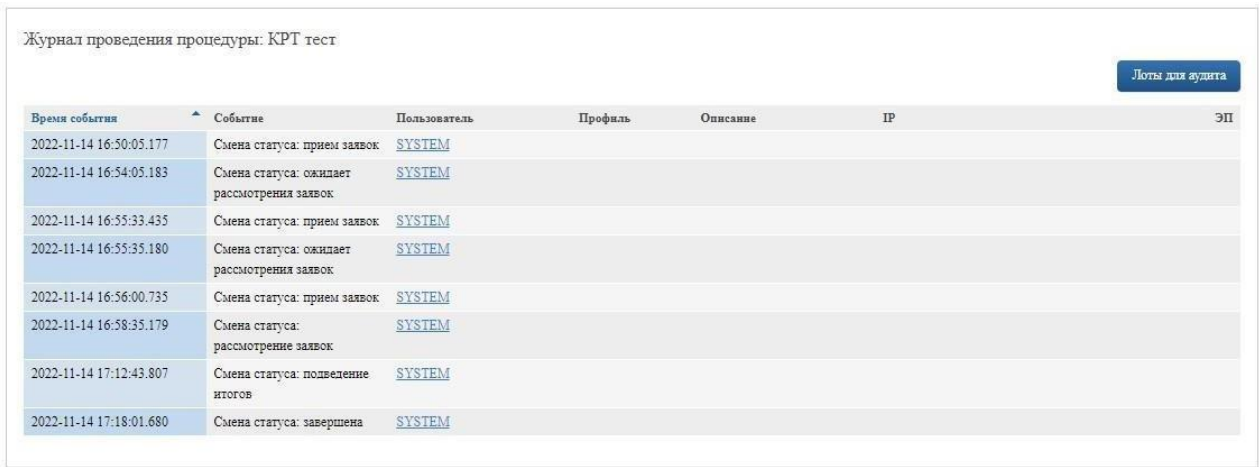 Журнал проведения процедуры: КРТ тест
Лоты для аудита
Время события Событие Пользователь Профиль Описание IP ЭП
2022-11-14 16:50:05.177 Смена статуса: прием заявок SYSTEM
2022-11-14 16:54:05.183 Смена статуса: ожидает SYSTEM
рассмотрения заявок
2022-11-14 16:55:33.435 Смена статуса: прием заявок SYSTEM
2022-11-14 16:55:35.180 Смена статуса: ожидает SYSTEM
рассмотрения заявок
2022-11-14 16:56:00.735 Смена статуса: прием заявок SYSTEM
2022-11-14 16:58:35.179 Смена статуса: SYSTEM
рассмотрение заявок
2022-11-14 17:12:43.807 Смена статуса: подведение SYSTEM
итогов
2022-11-14 17:18:01.680 Смена статуса: завершена SYSTEM